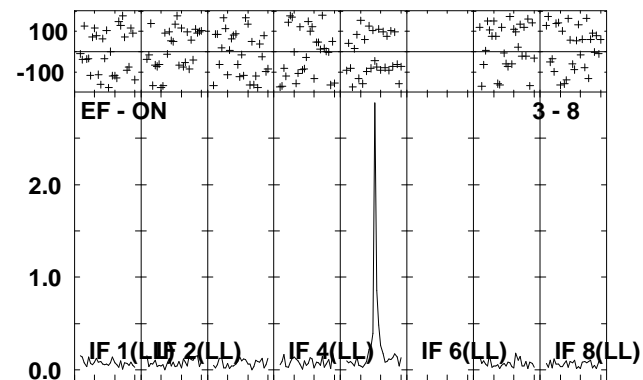 100
-100
EF - ON 3 - 8
2.0
1.0
IF 1(LL) IF 2(LL) IF 4(LL) IF 6(LL) IF 8(LL)
0.0